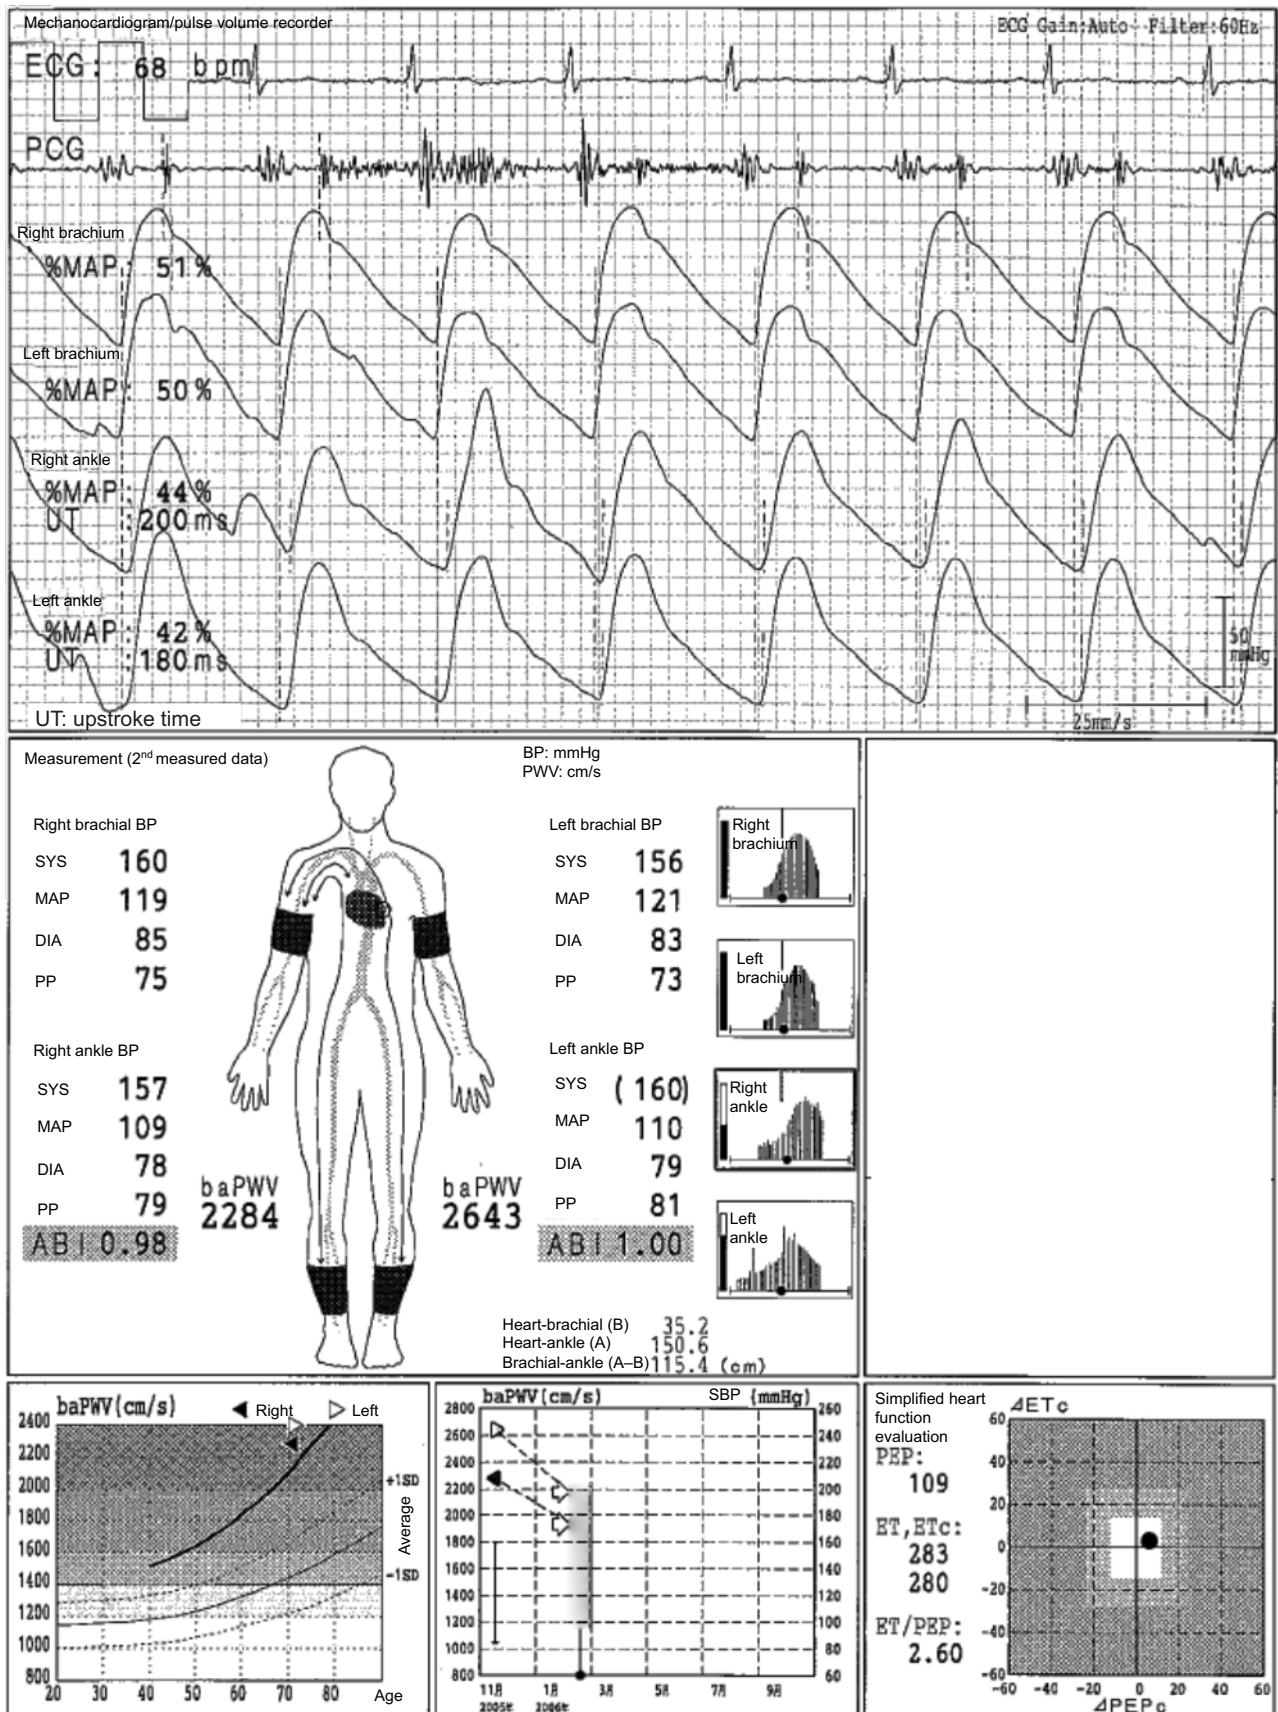 Mechanocardiogram/pulse volume recorder
ECG Gain:Auto Filter:60Hz
ECG: 68 bpm
PCG
Right brachium
%MAP: 51%
Left brachium
%MAP: 50%
Right ankle
%MAP: 44%
UT :200ms
Left ankle
%MAP: 42%
UT :180ms
50
mmHg
25mm/s
UT: upstroke time
Measurement (2nd measured data)
BP: mmHg
PWV: cm/s
Right brachial BP
SYS 160
MAP 119
DIA 85
PP 75
Left brachial BP
SYS 156
MAP 121
DIA 83
PP 73
Right brachium
Left brachium
Right ankle BP
SYS 157
MAP 109
DIA 78
PP 79
ABI 0.98
baPWV
2284
baPWV
2643
Left ankle BP
SYS (160)
MAP 110
DIA 79
PP 81
ABI 1.00
Right ankle
Left ankle
Heart-brachial (B) 35.2
Heart-ankle (A) 150.6
Brachial-ankle (A–B) 115.4 (cm)
baPWV(cm/s)
Right Left
2400
2200
2000
1800
1600
1400
1200
1000
800
20 30 40 50 60 70 80 Age
+1SD
Average
-1SD
baPWV(cm/s) SBP (mmHg)
2800 260
2600 240
2400 220
2200 200
2000 180
1800 160
1600 140
1400 120
1200 100
1000 80
800 60
11月 1月 3月 5月 7月 9月
2005年 2006年
Simplified heart
function
evaluation
PEP:
109
ET,ETc:
283
280
ET/PEP:
2.60
⊿ETc
60
40
20
0
-20
-40
-60
-60 -40 -20 0 20 40 60
⊿PEPc